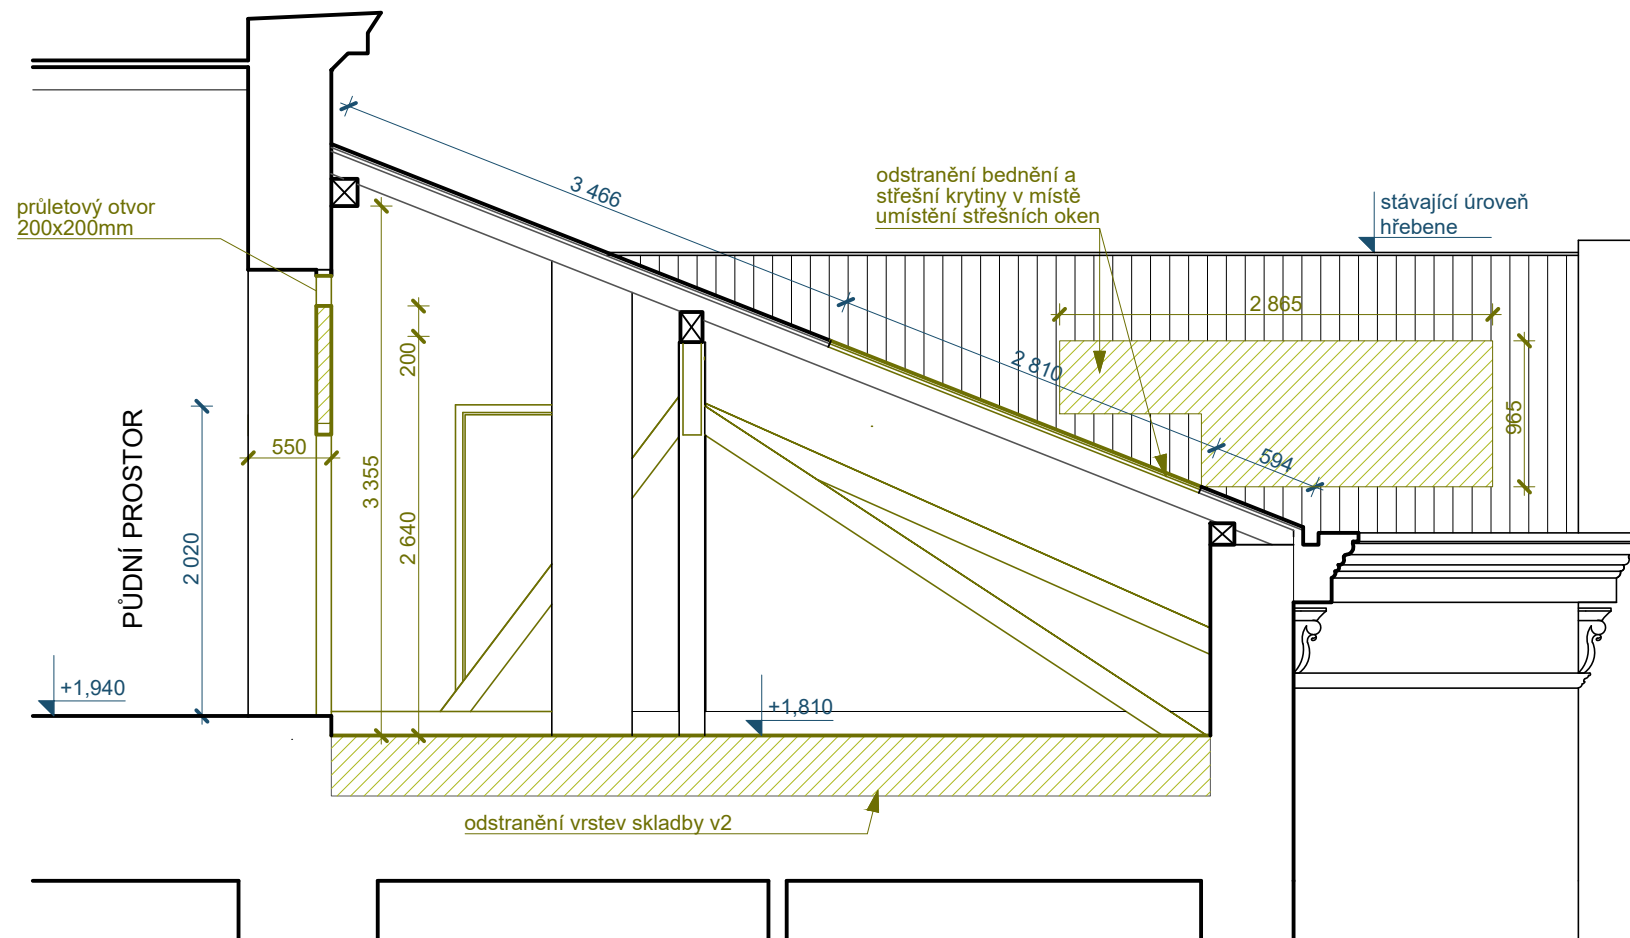 průletový otvor
200x200mm
3 466
odstranění bednění a
střešní krytiny v místě
umístění střešních oken
stávající úroveň
hřebene
2 865
2 810
965
594
200
550
3 355
2 640
2 020
PŮDNÍ PROSTOR
+1,940
+1,810
odstranění vrstev skladby v2